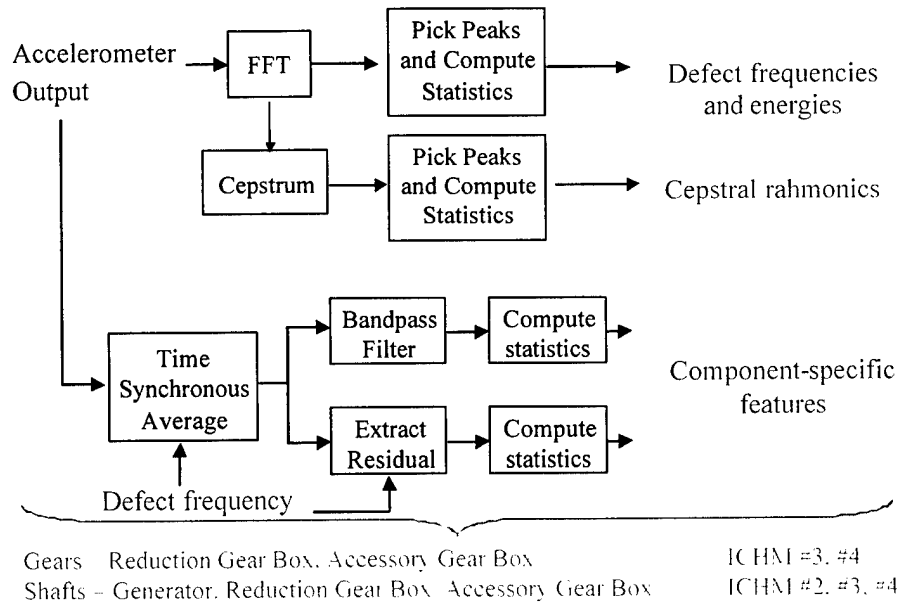 Accelerometer
Output
FFT
Pick Peaks
and Compute
Statistics
Defect frequencies
and energies
Cepstrum
Pick Peaks
and Compute
Statistics
Cepstral rahmonics
Time
Synchronous
Average
Bandpass
Filter
Compute
statistics
Extract
Residual
Compute
statistics
Component-specific
features
Defect frequency
Gears Reduction Gear Box, Accessory Gear Box ICHM #3, #4
Shafts – Generator, Reduction Gear Box Accessory Gear Box ICHM #2, #3, #4